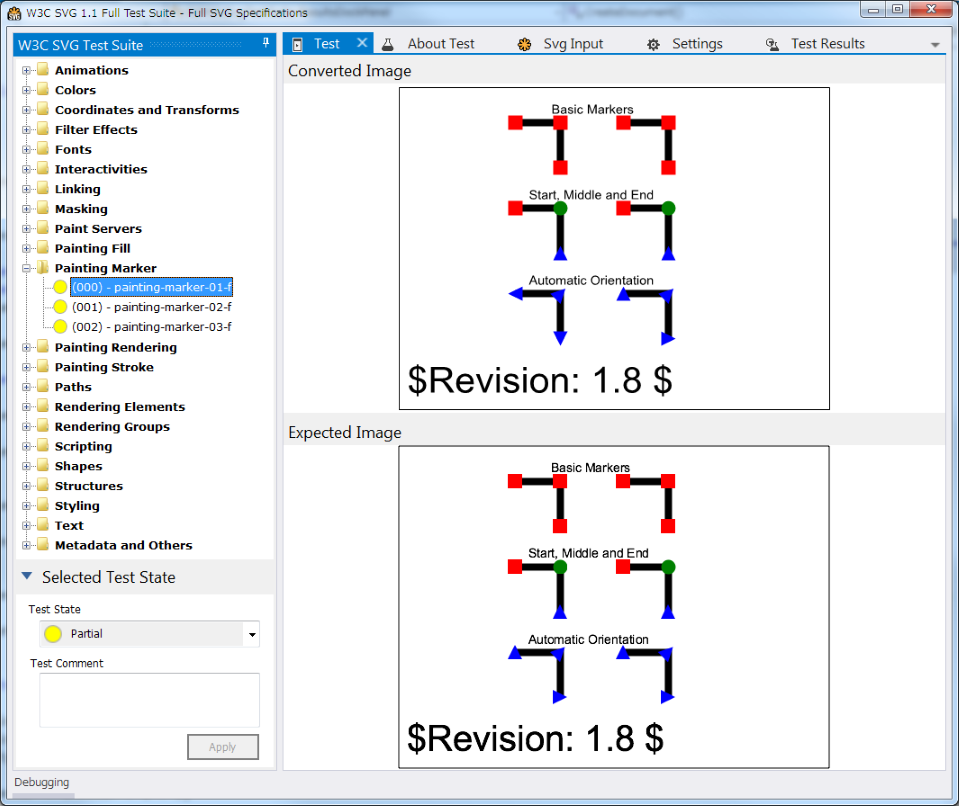 W3C SVG 1.1 Full Test Suite - Full SVG Specifications
W3C SVG Test Suite
Animations
Colors
Coordinates and Transforms
Filter Effects
Fonts
Interactivities
Linking
Masking
Paint Servers
Painting Fill
Painting Marker
(000) - painting-marker-01-f
(001) - painting-marker-02-f
(002) - painting-marker-03-f
Painting Rendering
Painting Stroke
Paths
Rendering Elements
Rendering Groups
Scripting
Shapes
Structures
Styling
Text
Metadata and Others
Selected Test State
Test State
Partial
Test Comment
Apply
Debugging
Test About Test Svg Input Settings Test Results
Converted Image
Basic Markers
Start, Middle and End
Automatic Orientation
$Revision: 1.8 $
Expected Image
Basic Markers
Start, Middle and End
Automatic Orientation
$Revision: 1.8 $